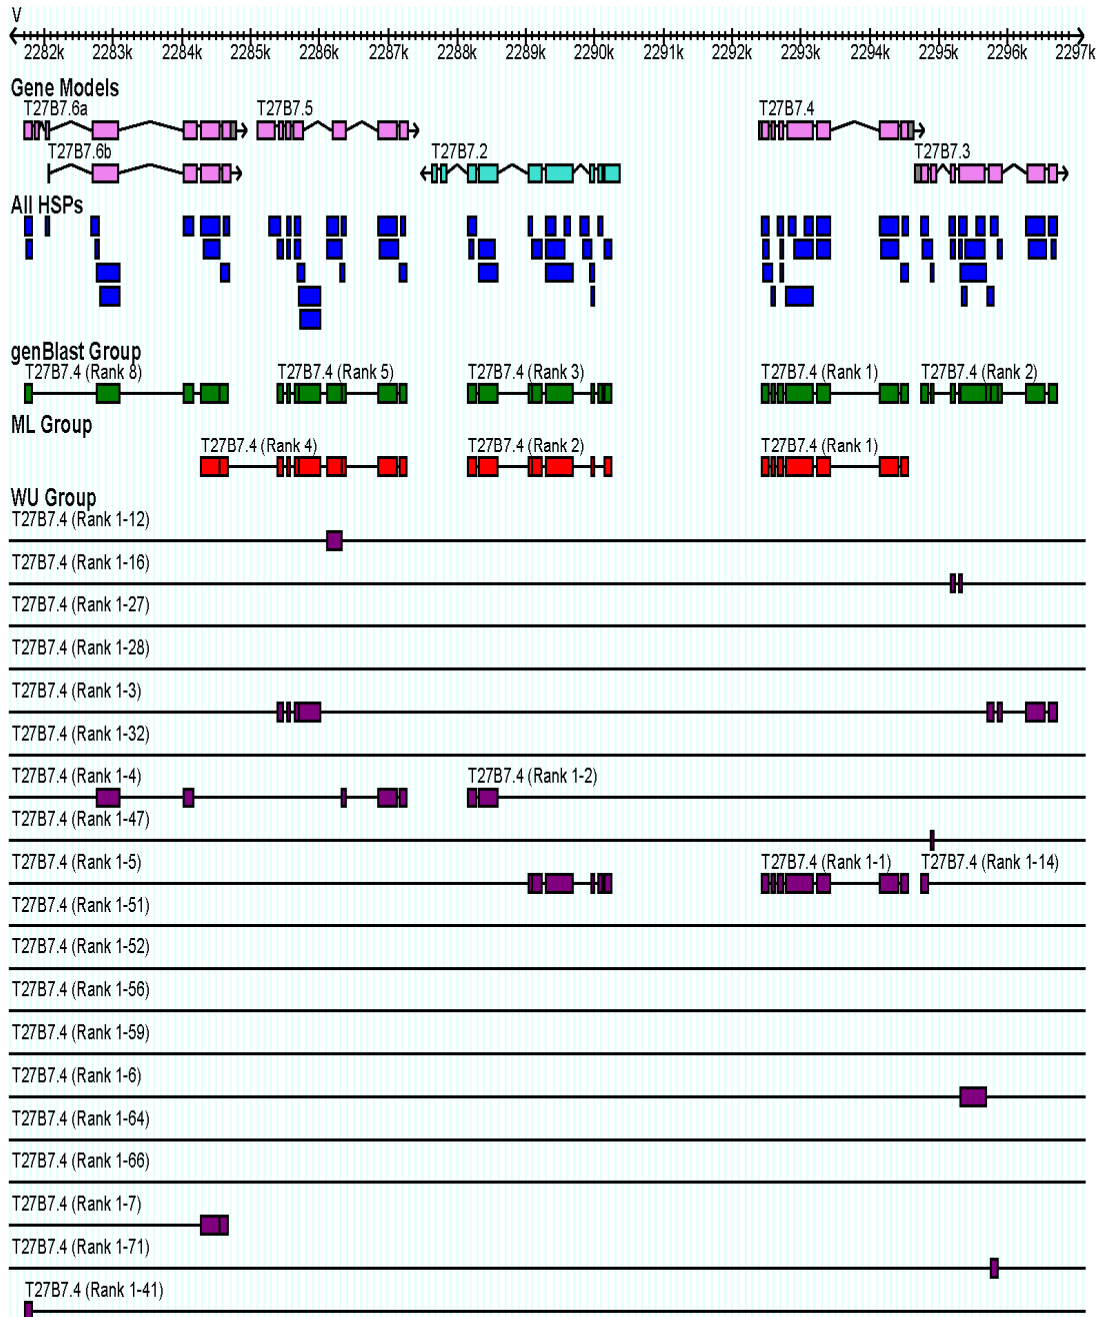 V
2282k 2283k 2284k 2285k 2286k 2287k 2288k 2289k 2290k 2291k 2292k 2293k 2294k 2295k 2296k 2297k
Gene Models
T27B7.6a T27B7.5 T27B7.4
T27B7.6b T27B7.2 T27B7.3
All HSPs
genBlast Group
T27B7.4 (Rank 8) T27B7.4 (Rank 5) T27B7.4 (Rank 3) T27B7.4 (Rank 1) T27B7.4 (Rank 2)
ML Group
T27B7.4 (Rank 4) T27B7.4 (Rank 2) T27B7.4 (Rank 1)
WU Group
T27B7.4 (Rank 1-12)
T27B7.4 (Rank 1-16)
T27B7.4 (Rank 1-27)
T27B7.4 (Rank 1-28)
T27B7.4 (Rank 1-3)
T27B7.4 (Rank 1-32)
T27B7.4 (Rank 1-4) T27B7.4 (Rank 1-2)
T27B7.4 (Rank 1-47)
T27B7.4 (Rank 1-5) T27B7.4 (Rank 1-1) T27B7.4 (Rank 1-14)
T27B7.4 (Rank 1-51)
T27B7.4 (Rank 1-52)
T27B7.4 (Rank 1-56)
T27B7.4 (Rank 1-59)
T27B7.4 (Rank 1-6)
T27B7.4 (Rank 1-64)
T27B7.4 (Rank 1-66)
T27B7.4 (Rank 1-7)
T27B7.4 (Rank 1-71)
T27B7.4 (Rank 1-41)